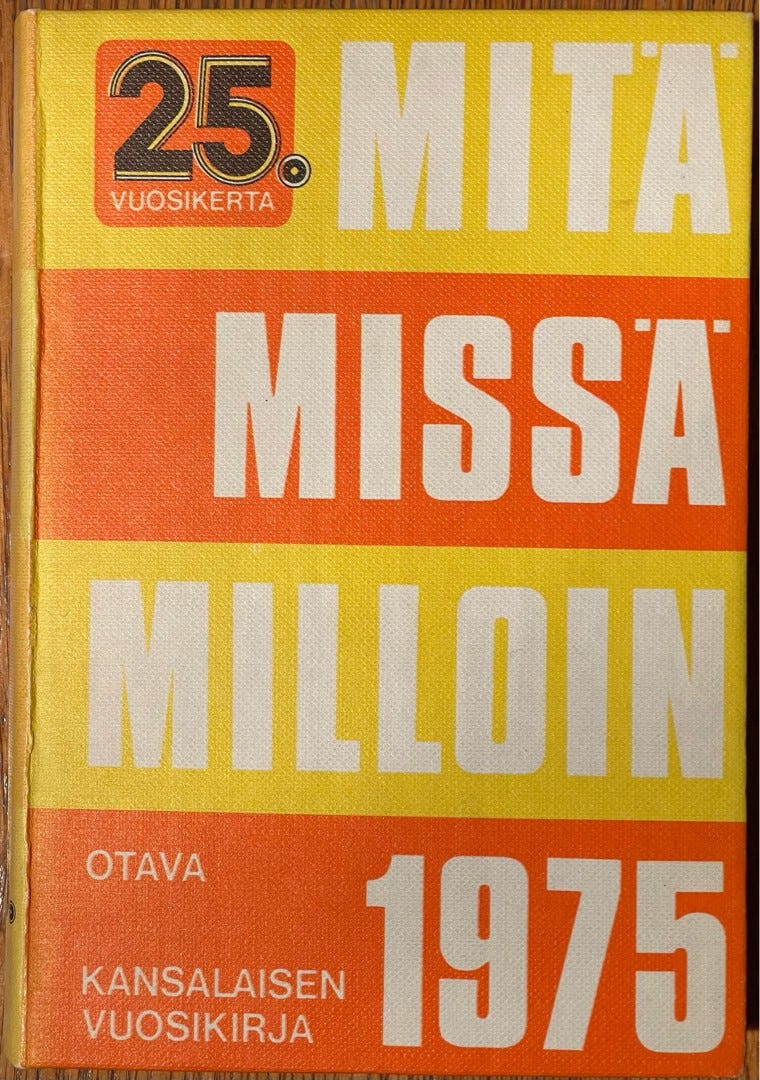 25.
VUOSIKERTA
MITÄ
MISSÄ
MILLOIN
1975
OTAVA
KANSALAISEN
VUOSIKIRJA